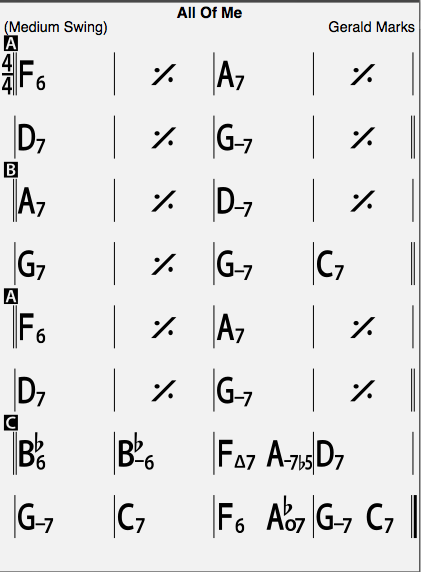 All Of Me
(Medium Swing) Gerald Marks
A
4/4 F6 𝄎 A7 𝄎
D7 𝄎 G–7 𝄎
B
A7 𝄎 D–7 𝄎
G7 𝄎 G–7 C7
A
F6 𝄎 A7 𝄎
D7 𝄎 G–7 𝄎
C
B♭6 B♭–6 FΔ7 A–7♭5 D7
G–7 C7 F6 A♭o7 G–7 C7